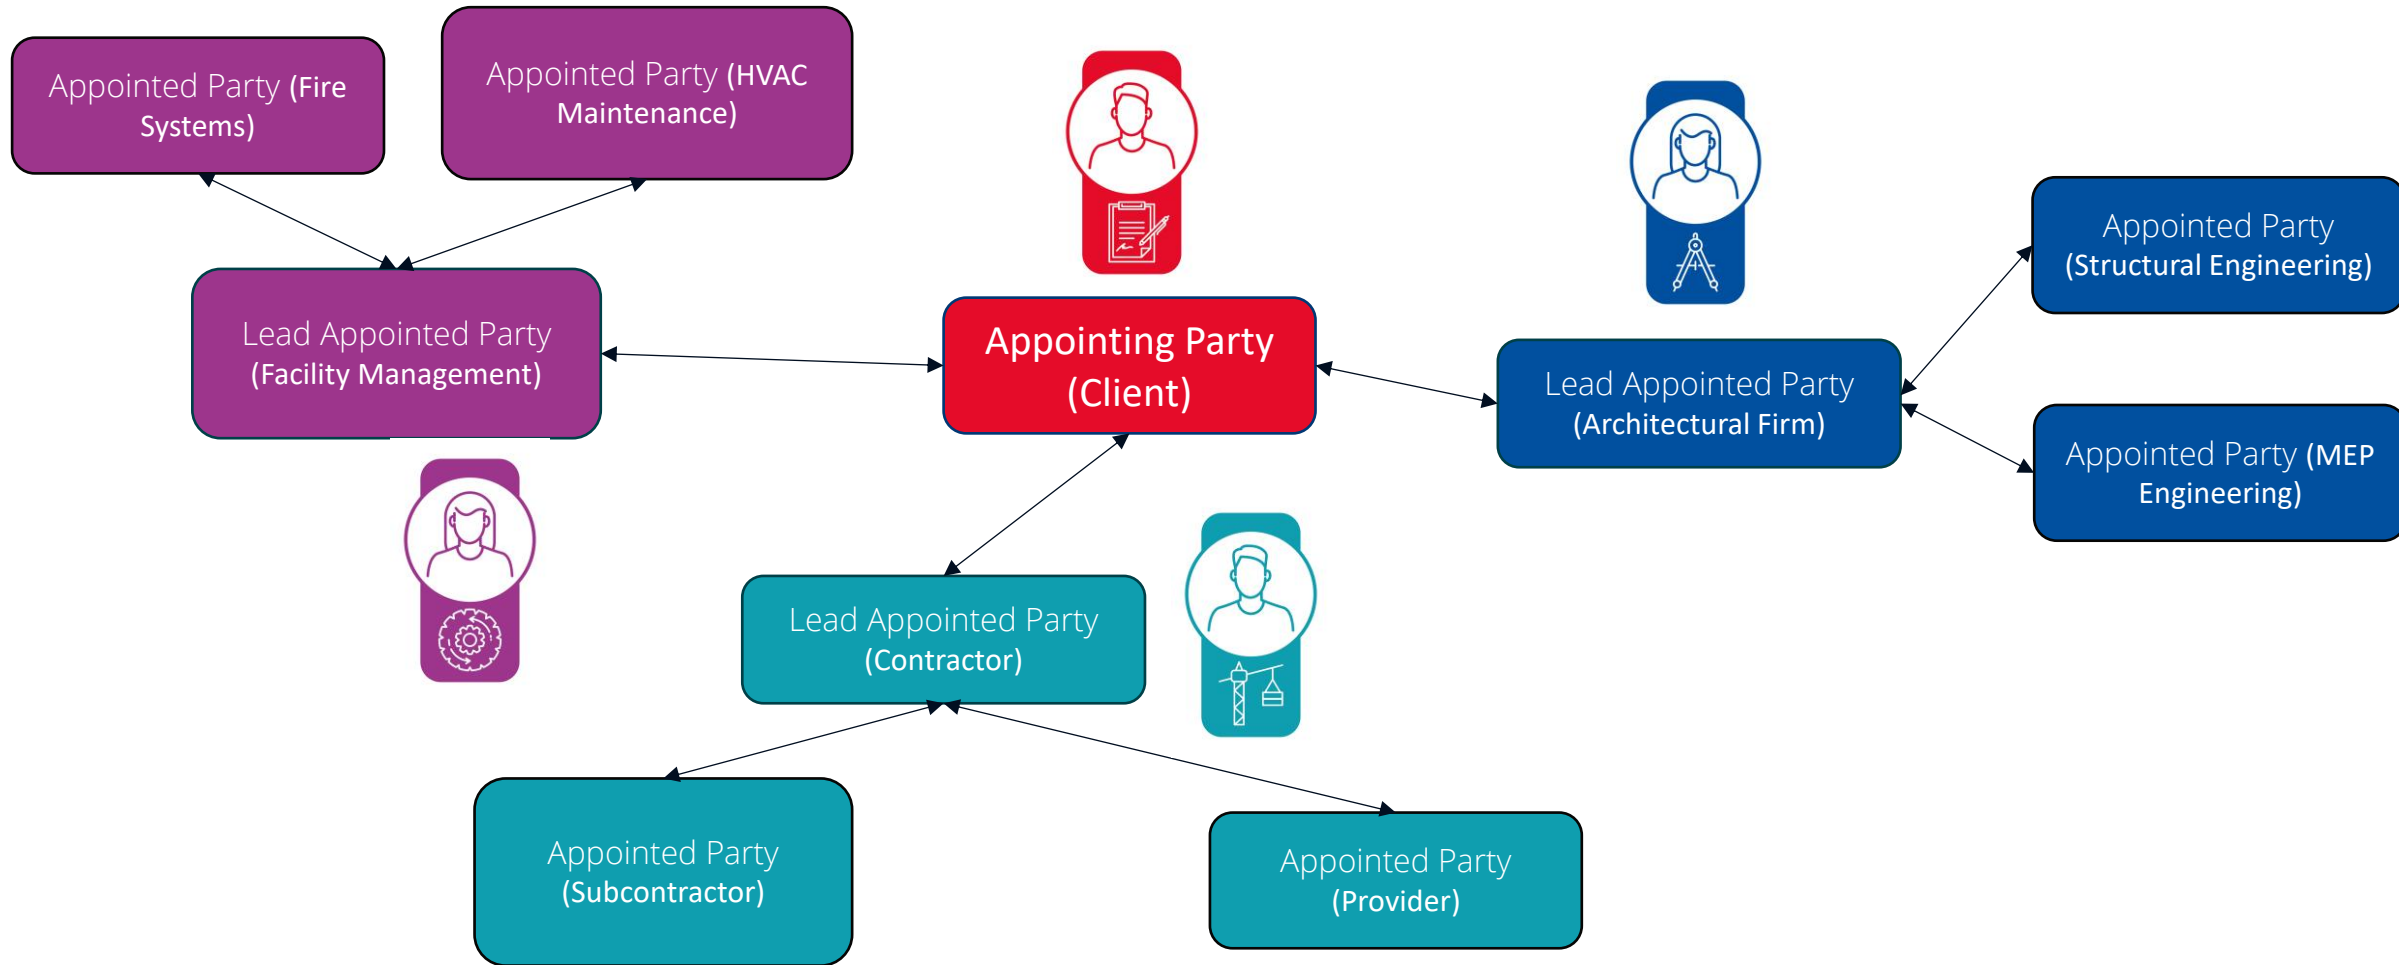 Appointed Party (Fire
Systems)
Appointed Party (HVAC
Maintenance)
Lead Appointed Party
(Facility Management)
Appointing Party
(Client)
Lead Appointed Party
(Architectural Firm)
Appointed Party
(Structural Engineering)
Appointed Party (MEP
Engineering)
Lead Appointed Party
(Contractor)
Appointed Party
(Subcontractor)
Appointed Party
(Provider)